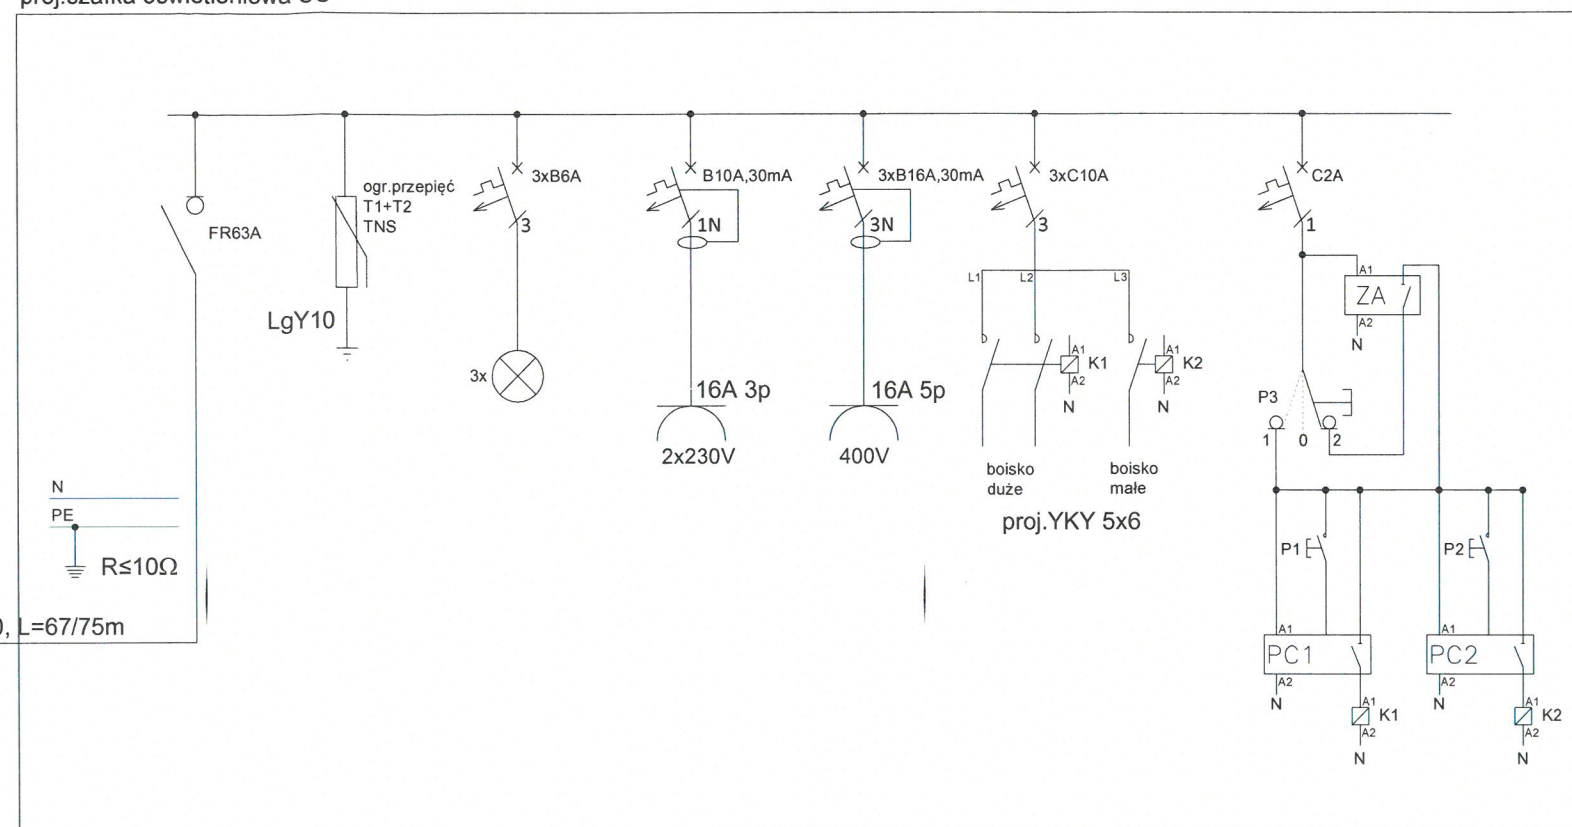 FR63A
ogr.przepięć
T1+T2
TNS
LgY10
3xB6A
3
3x
B10A,30mA
1N
16A 3p
2x230V
3xB16A,30mA
3N
16A 5p
400V
3xC10A
3
L1
L2
L3
A1
K1
A2
N
A1
K2
A2
N
boisko
duże
boisko
małe
proj.YKY 5x6
C2A
1
A1
ZA
A2
N
P3
1
0
2
N
PE
R≤10Ω
L=67/75m
P1
P2
A1
PC1
A2
N
A1
K1
A2
N
A1
PC2
A2
N
A1
K2
A2
N